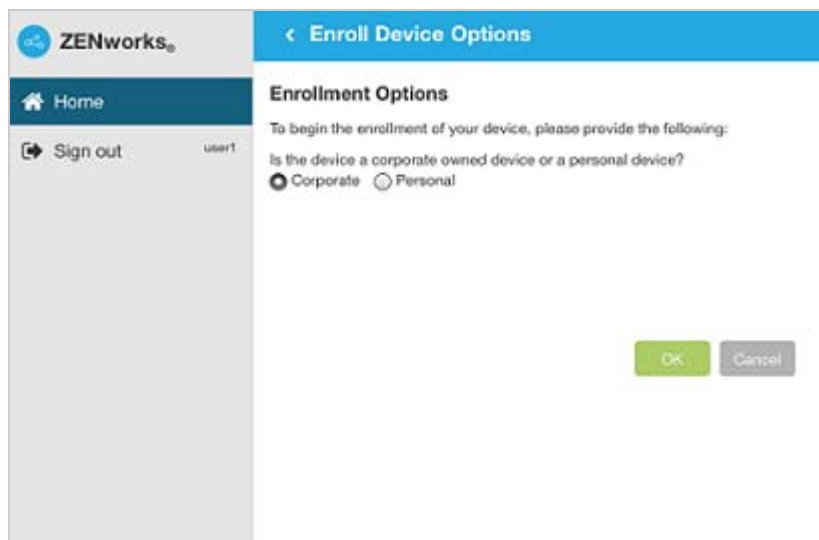 ZENworks®
Home
Sign out user1
Enroll Device Options
Enrollment Options
To begin the enrollment of your device, please provide the following:
Is the device a corporate owned device or a personal device?
Corporate Personal
OK Cancel